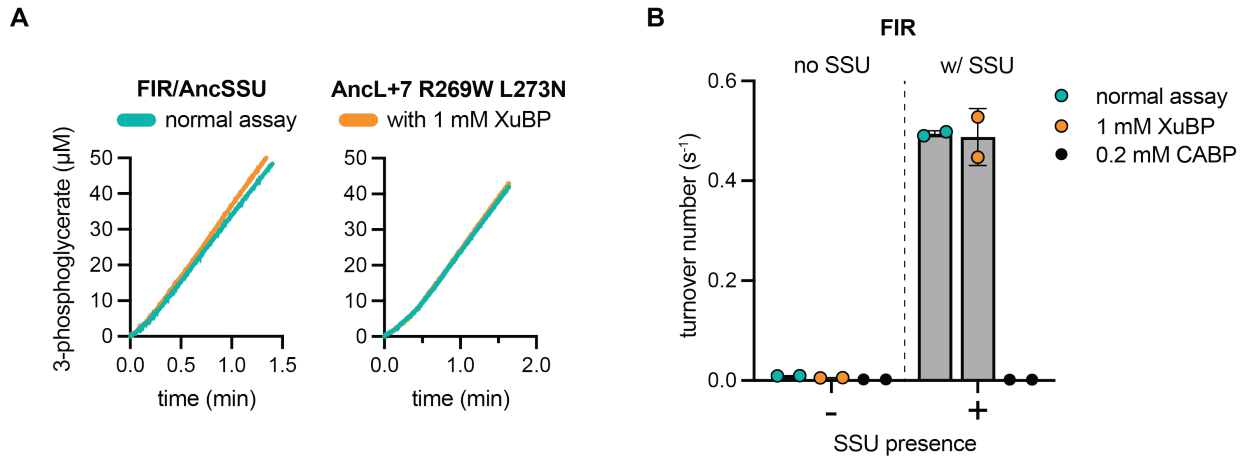 A
FIR/AncSSU
AncL+7 R269W L273N
normal assay
with 1 mM XuBP
3-phosphoglycerate (µM)
50
40
30
20
10
0
0.0
0.5
1.0
1.5
time (min)
50
40
30
20
10
0
0.0
1.0
2.0
time (min)
B
FIR
no SSU
w/ SSU
turnover number (s⁻¹)
0.6
0.4
0.2
0.0
-
+
SSU presence
normal assay
1 mM XuBP
0.2 mM CABP